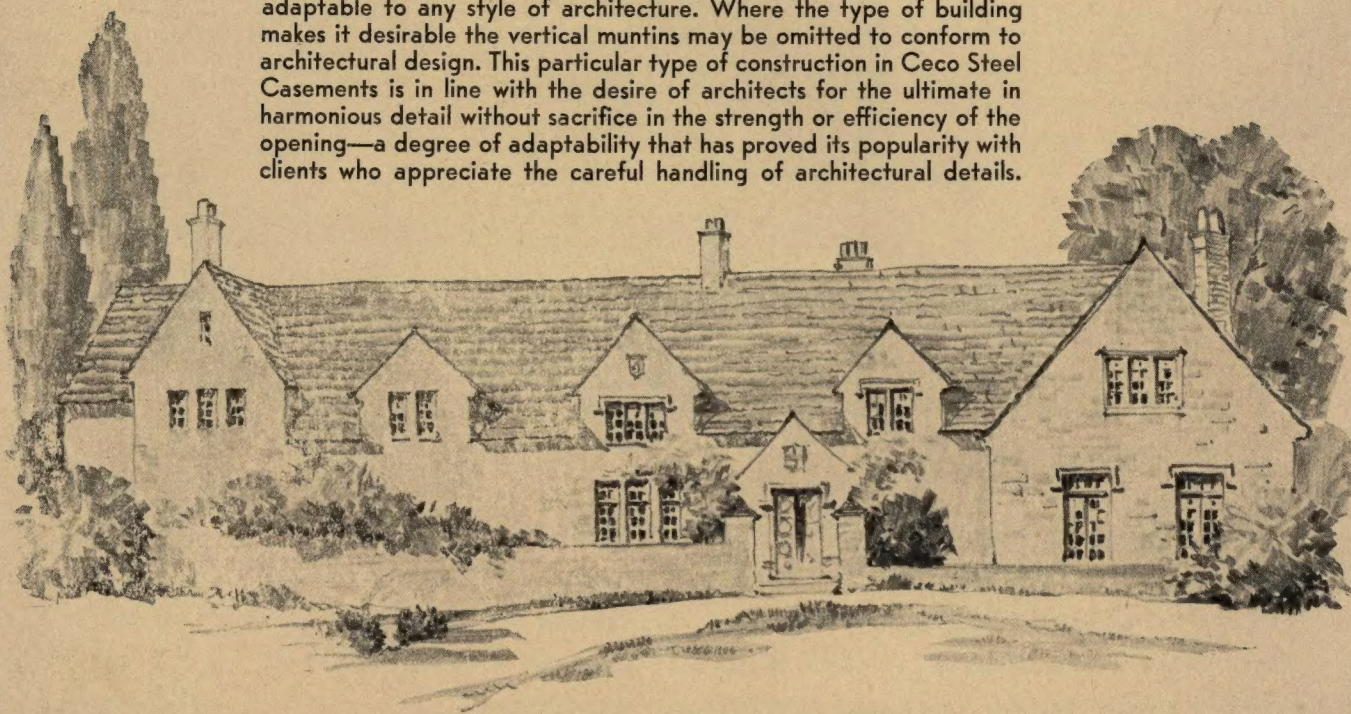 adaptable to any style of architecture. Where the type of building
makes it desirable the vertical muntins may be omitted to conform to
architectural design. This particular type of construction in Ceco Steel
Casements is in line with the desire of architects for the ultimate in
harmonious detail without sacrifice in the strength or efficiency of the
opening—a degree of adaptability that has proved its popularity with
clients who appreciate the careful handling of architectural details.